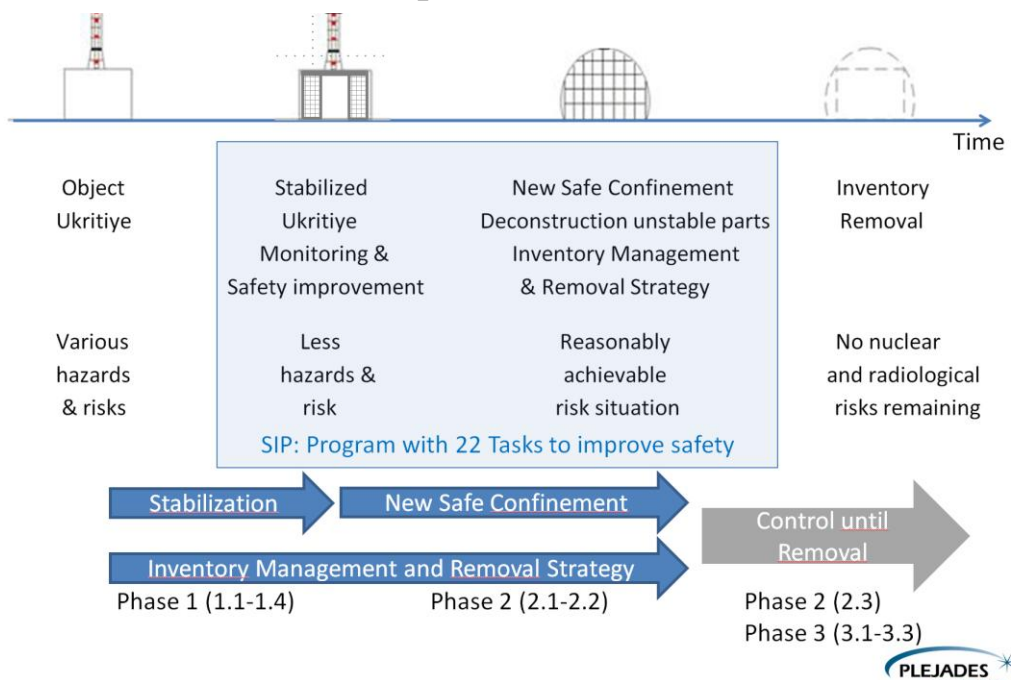 Time
Object
Ukritiye
Stabilized
Ukritiye
Monitoring &
Safety improvement
New Safe Confinement
Deconstruction unstable parts
Inventory Management
& Removal Strategy
Inventory
Removal
Various
hazards
& risks
Less
hazards &
risk
Reasonably
achievable
risk situation
No nuclear
and radiological
risks remaining
SIP: Program with 22 Tasks to improve safety
Stabilization
New Safe Confinement
Control until
Removal
Inventory Management and Removal Strategy
Phase 1 (1.1-1.4)
Phase 2 (2.1-2.2)
Phase 2 (2.3)
Phase 3 (3.1-3.3)
PLEJADES